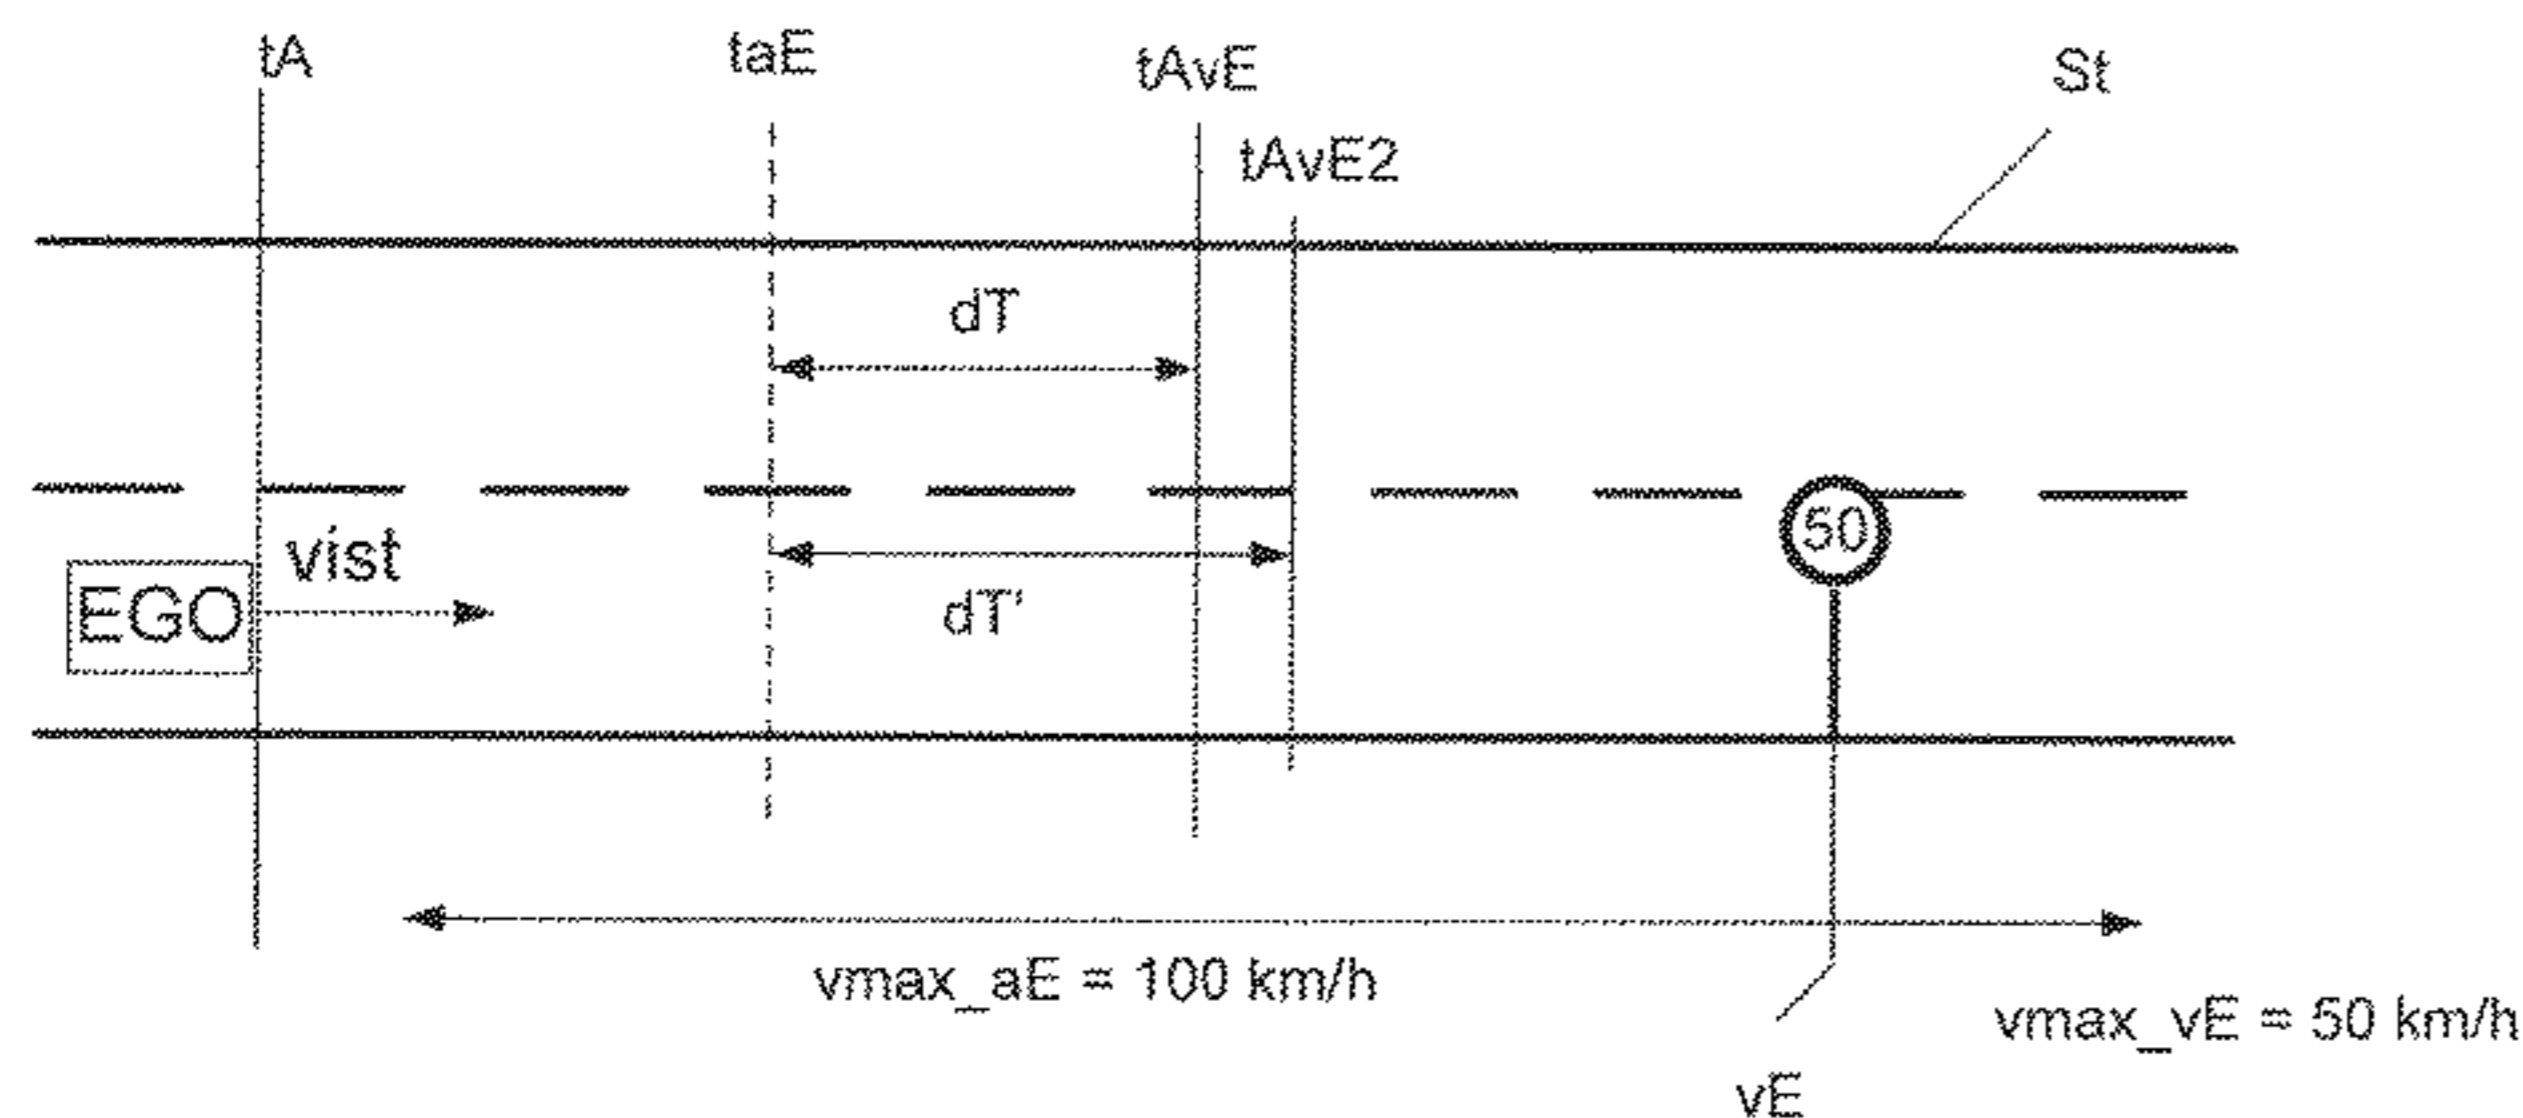 tA
taE
tAvE
St
tAvE2
dT
50
vist
EGO
dT'
vmax_aE = 100 km/h
vmax_vE = 50 km/h
vE